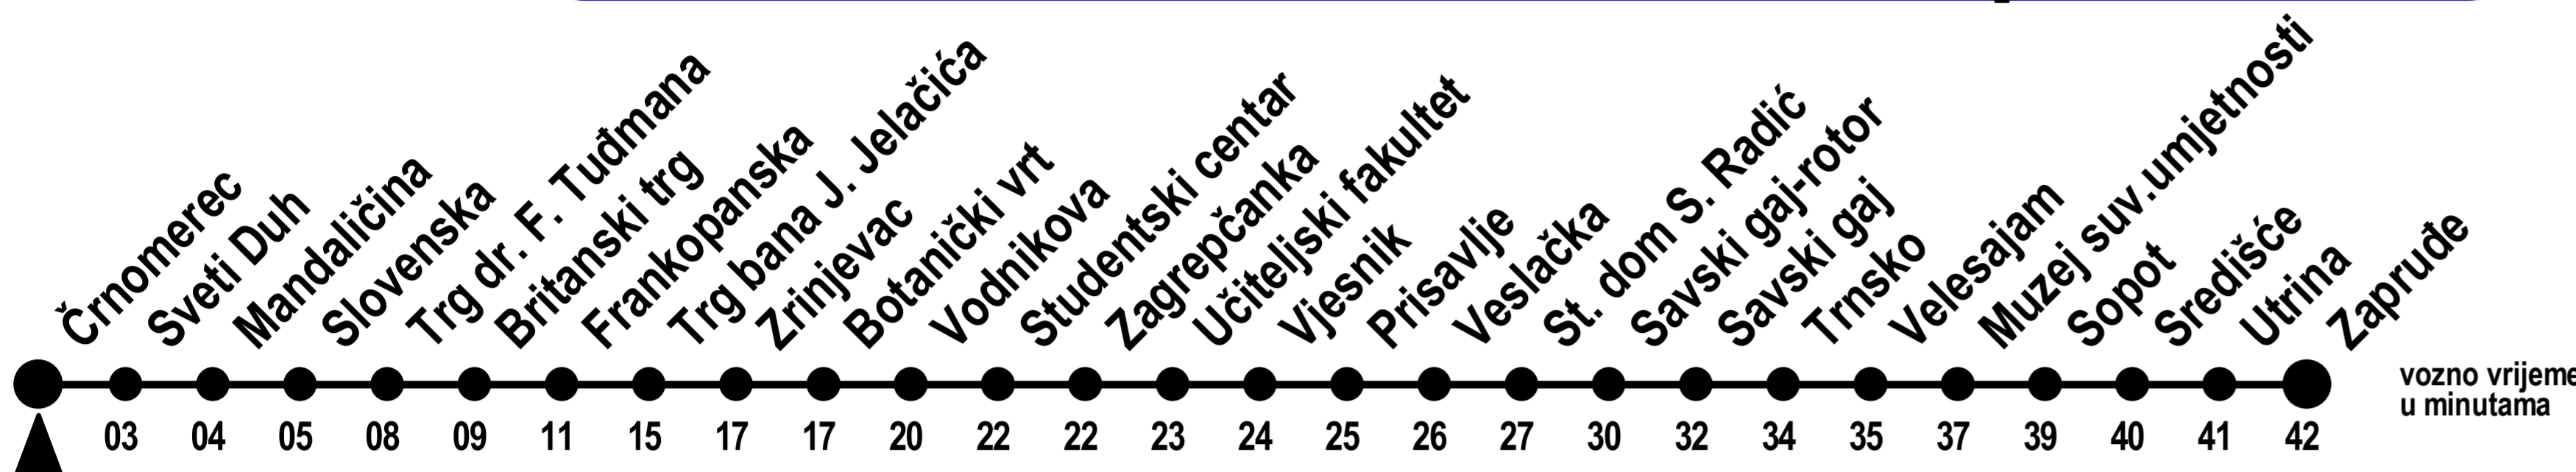 Črnomerec
Sveti Duh
Mandaličina
Slovenska
Trg dr. F. Tuđmana
Britanski trg
Frankopanska
Trg bana J. Jelačića
Zrinjevac
Botanički vrt
Vodnikova
Studentski centar
Zagrepčanka
Učiteljski fakultet
Vjesnik
Prisavlje
Veslačka
St. dom S. Radić
Savski gaj-rotor
Savski gaj
Trnsko
Velesajam
Muzej suv.umjetnosti
Sopot
Središće
Utrina
Zapruđe
03 04 05 08 09 11 15 17 17 20 22 22 23 24 25 26 27 30 32 34 35 37 39 40 41 42
vozno vrijeme
u minutama